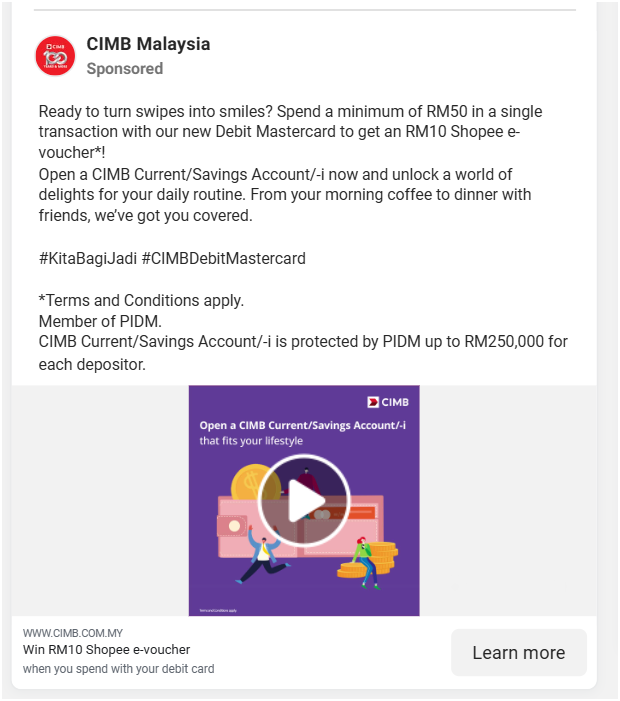 CIMB
100
CIMB Malaysia
Sponsored
Ready to turn swipes into smiles? Spend a minimum of RM50 in a single
transaction with our new Debit Mastercard to get an RM10 Shopee e-
voucher*!
Open a CIMB Current/Savings Account/-i now and unlock a world of
delights for your daily routine. From your morning coffee to dinner with
friends, we’ve got you covered.
#KitaBagiJadi #CIMBDebitMastercard
*Terms and Conditions apply.
Member of PIDM.
CIMB Current/Savings Account/-i is protected by PIDM up to RM250,000 for
each depositor.
CIMB
Open a CIMB Current/Savings Account/-i
that fits your lifestyle
Terms and Conditions apply.
WWW.CIMB.COM.MY
Win RM10 Shopee e-voucher
when you spend with your debit card
Learn more